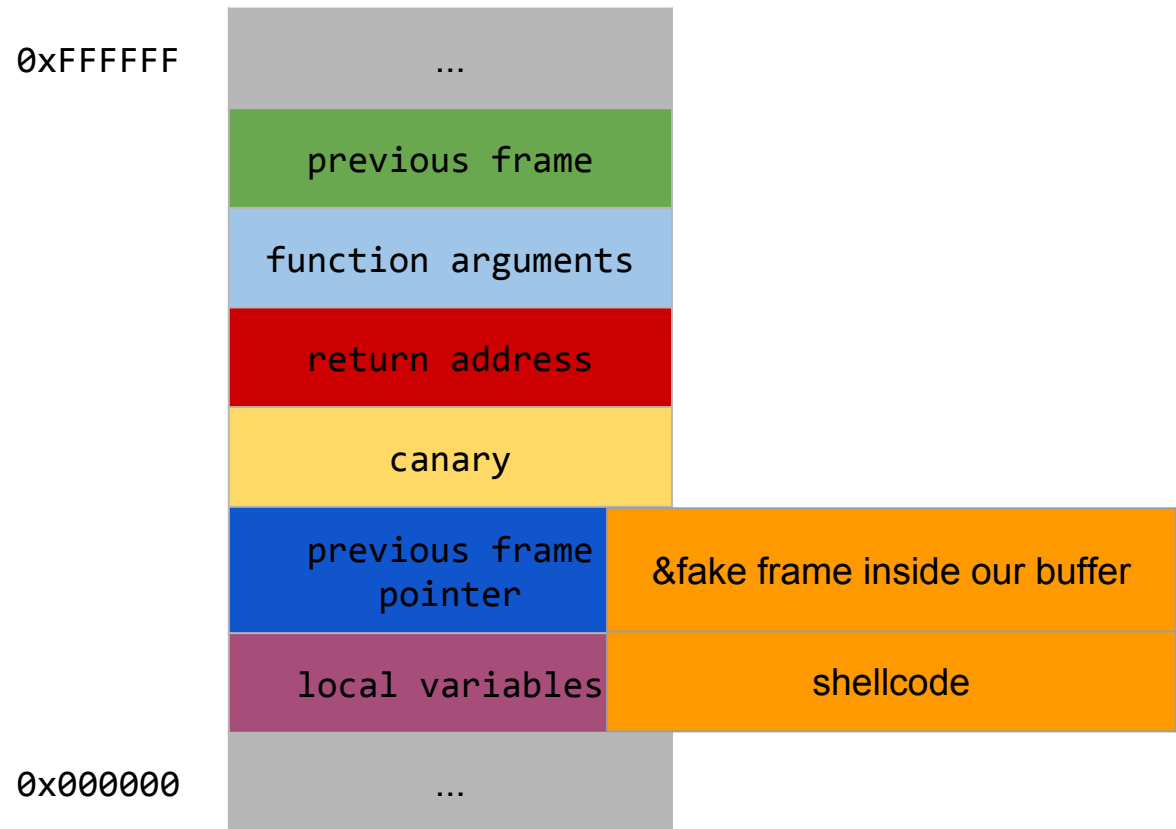 0xFFFFFF
...
previous frame
function arguments
return address
canary
previous frame
pointer
&fake frame inside our buffer
local variables
shellcode
0x000000
...